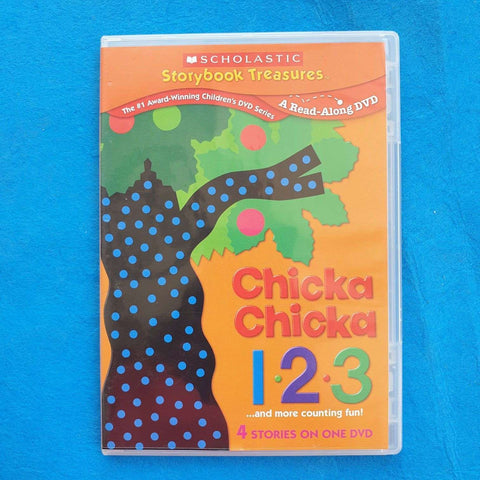 SCHOLASTIC
Storybook Treasures™
The #1 Award-Winning Children's DVD Series
A Read-Along DVD
Chicka
Chicka
1·2·3
...and more counting fun!
4 STORIES ON ONE DVD